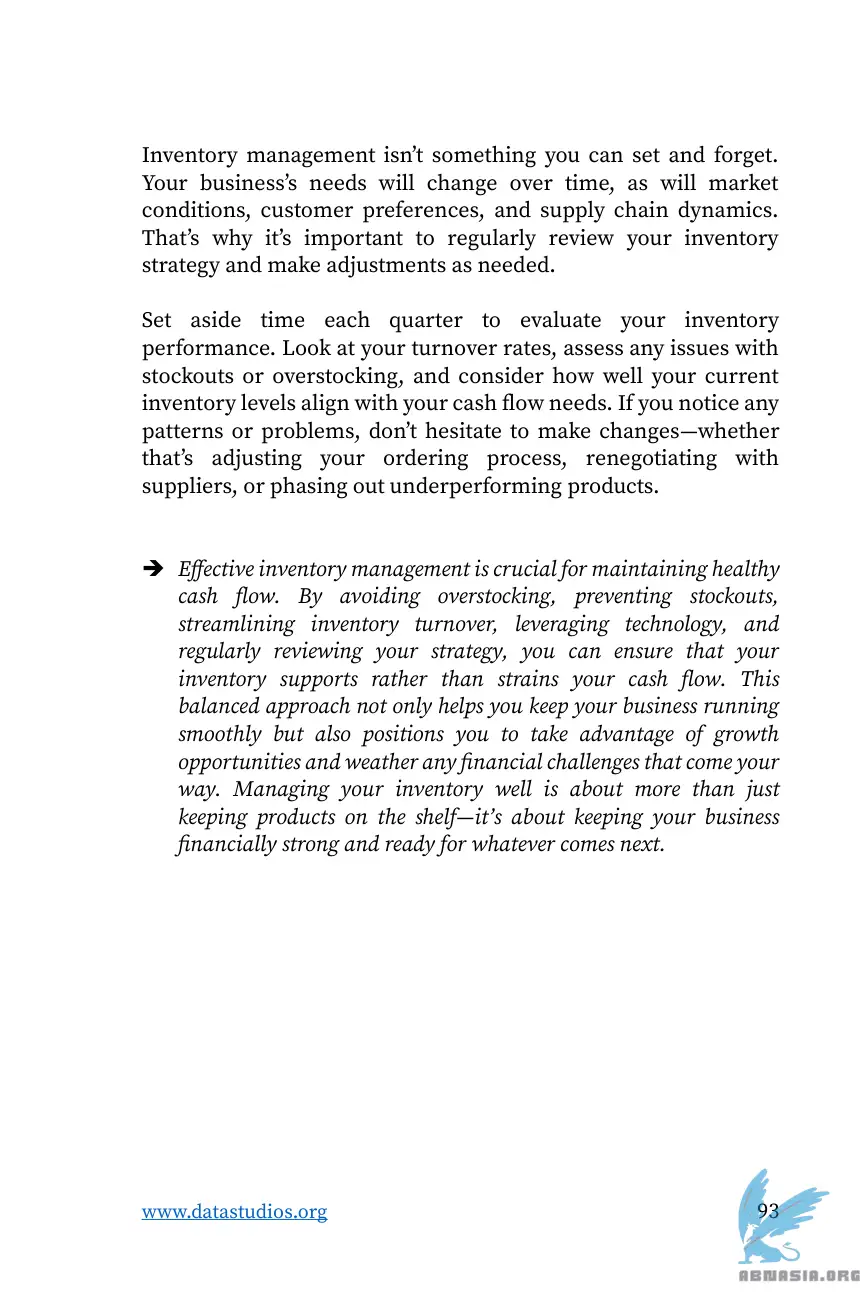 Inventory management isn’t something you can set and forget.
Your business’s needs will change over time, as will market
conditions, customer preferences, and supply chain dynamics.
That’s why it’s important to regularly review your inventory
strategy and make adjustments as needed.
Set aside time each quarter to evaluate your inventory
performance. Look at your turnover rates, assess any issues with
stockouts or overstocking, and consider how well your current
inventory levels align with your cash flow needs. If you notice any
patterns or problems, don’t hesitate to make changes—whether
that’s adjusting your ordering process, renegotiating with
suppliers, or phasing out underperforming products.
➔ Effective inventory management is crucial for maintaining healthy
cash flow. By avoiding overstocking, preventing stockouts,
streamlining inventory turnover, leveraging technology, and
regularly reviewing your strategy, you can ensure that your
inventory supports rather than strains your cash flow. This
balanced approach not only helps you keep your business running
smoothly but also positions you to take advantage of growth
opportunities and weather any financial challenges that come your
way. Managing your inventory well is about more than just
keeping products on the shelf—it’s about keeping your business
financially strong and ready for whatever comes next.
www.datastudios.org 93
ABNASIA.ORG